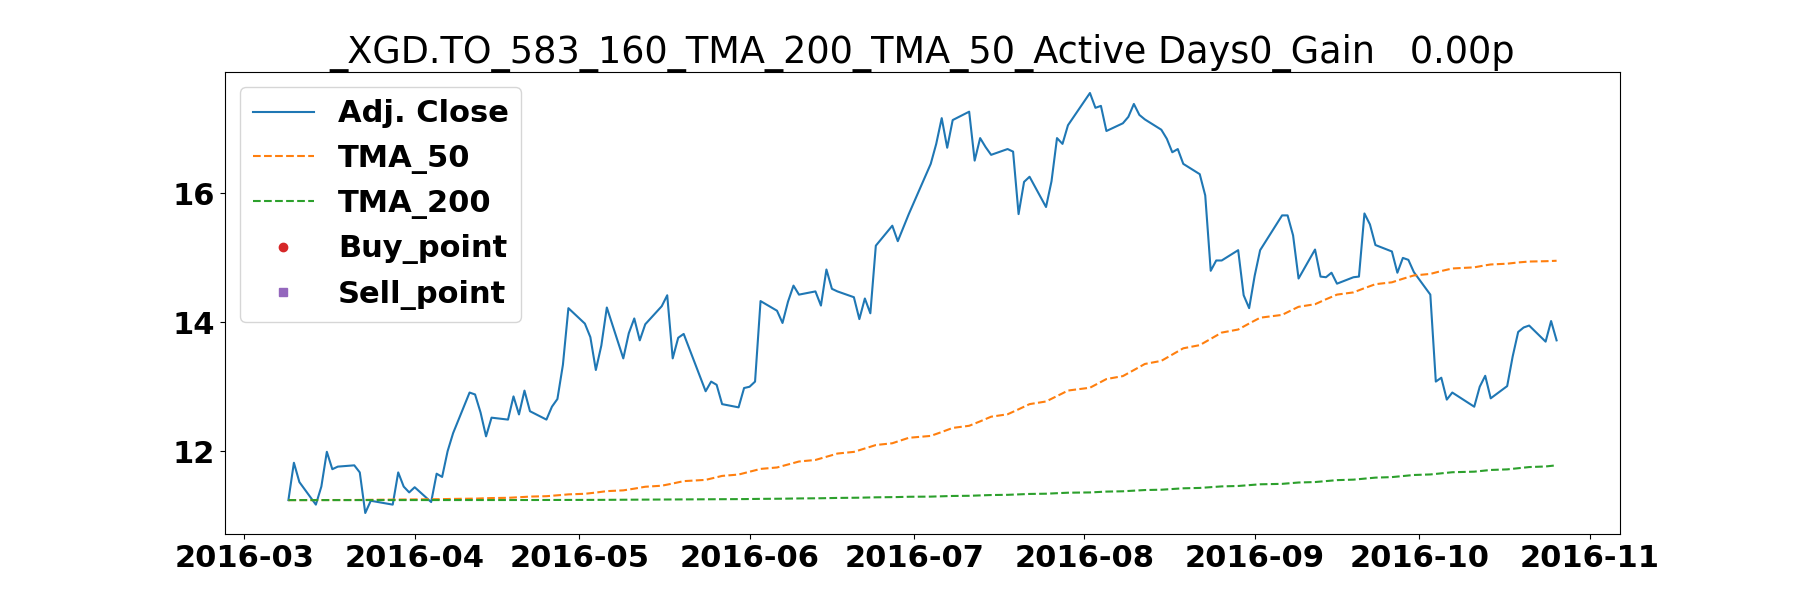 _XGD.TO_583_160_TMA_200_TMA_50_Active Days0_Gain   0.00p
Adj. Close
TMA_50
TMA_200
Buy_point
Sell_point
16
14
12
2016-03 2016-04 2016-05 2016-06 2016-07 2016-08 2016-09 2016-10 2016-11